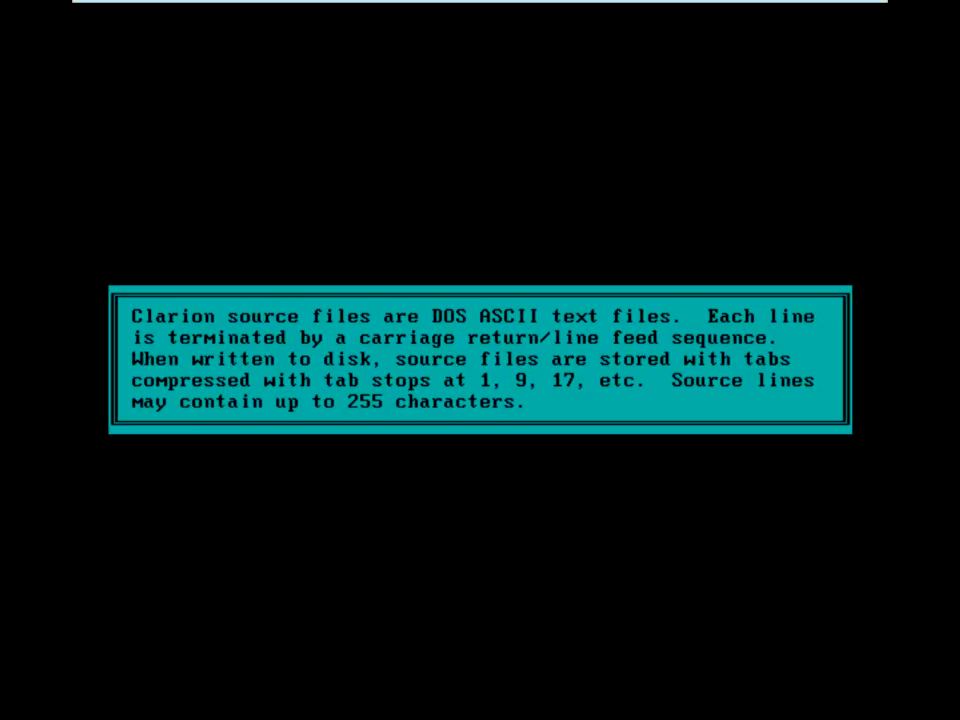 Clarion source files are DOS ASCII text files.  Each line
is terminated by a carriage return/line feed sequence.
When written to disk, source files are stored with tabs
compressed with tab stops at 1, 9, 17, etc.  Source lines
may contain up to 255 characters.